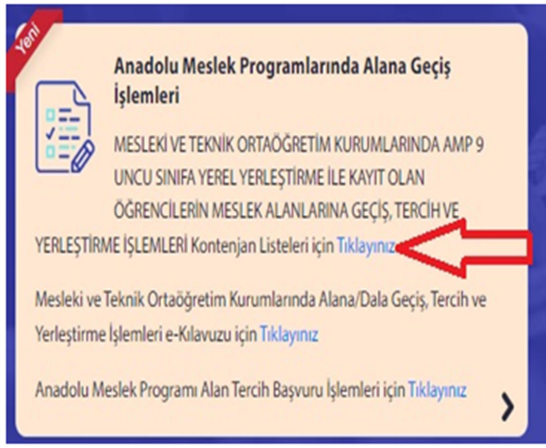 Yeni
Anadolu Meslek Programlarında Alana Geçiş
İşlemleri
MESLEKİ VE TEKNİK ORTAÖĞRETİM KURUMLARINDA AMP 9
UNCU SINIFA YEREL YERLEŞTİRME İLE KAYIT OLAN
ÖĞRENCİLERİN MESLEK ALANLARINA GEÇİŞ, TERCİH VE
YERLEŞTİRME İŞLEMLERİ Kontenjan Listeleri için Tıklayınız
Mesleki ve Teknik Ortaöğretim Kurumlarında Alana/Dala Geçiş, Tercih ve
Yerleştirme İşlemleri e-Kılavuzu için Tıklayınız
Anadolu Meslek Programı Alan Tercih Başvuru İşlemleri için Tıklayınız